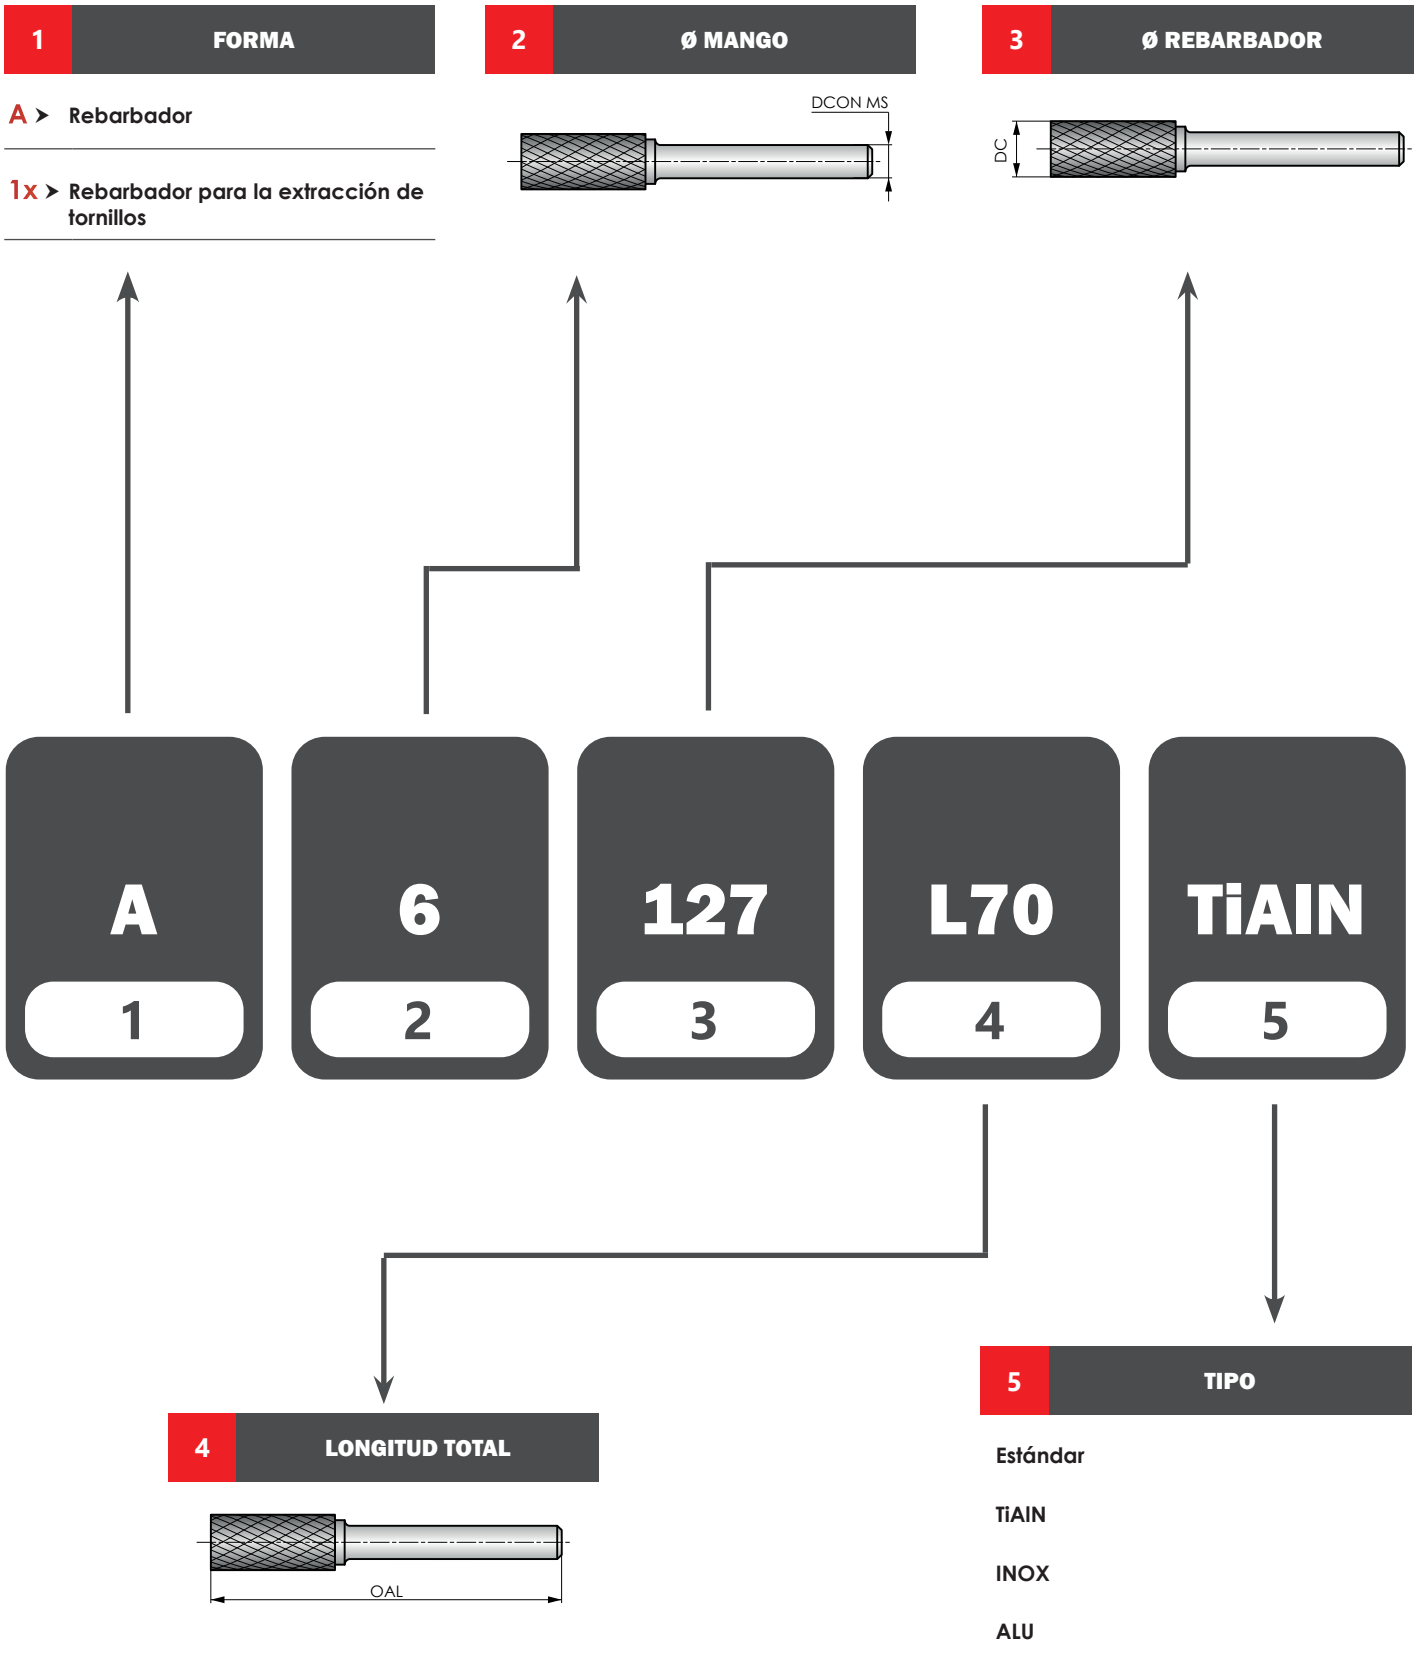 1 FORMA
A ➤ Rebarbador
1x ➤ Rebarbador para la extracción de
tornillos
2 Ø MANGO
DCON MS
3 Ø REBARBADOR
DC
A 6 127 L70 TiAlN
1 2 3 4 5
4 LONGITUD TOTAL
OAL
5 TIPO
Estándar
TiAlN
INOX
ALU